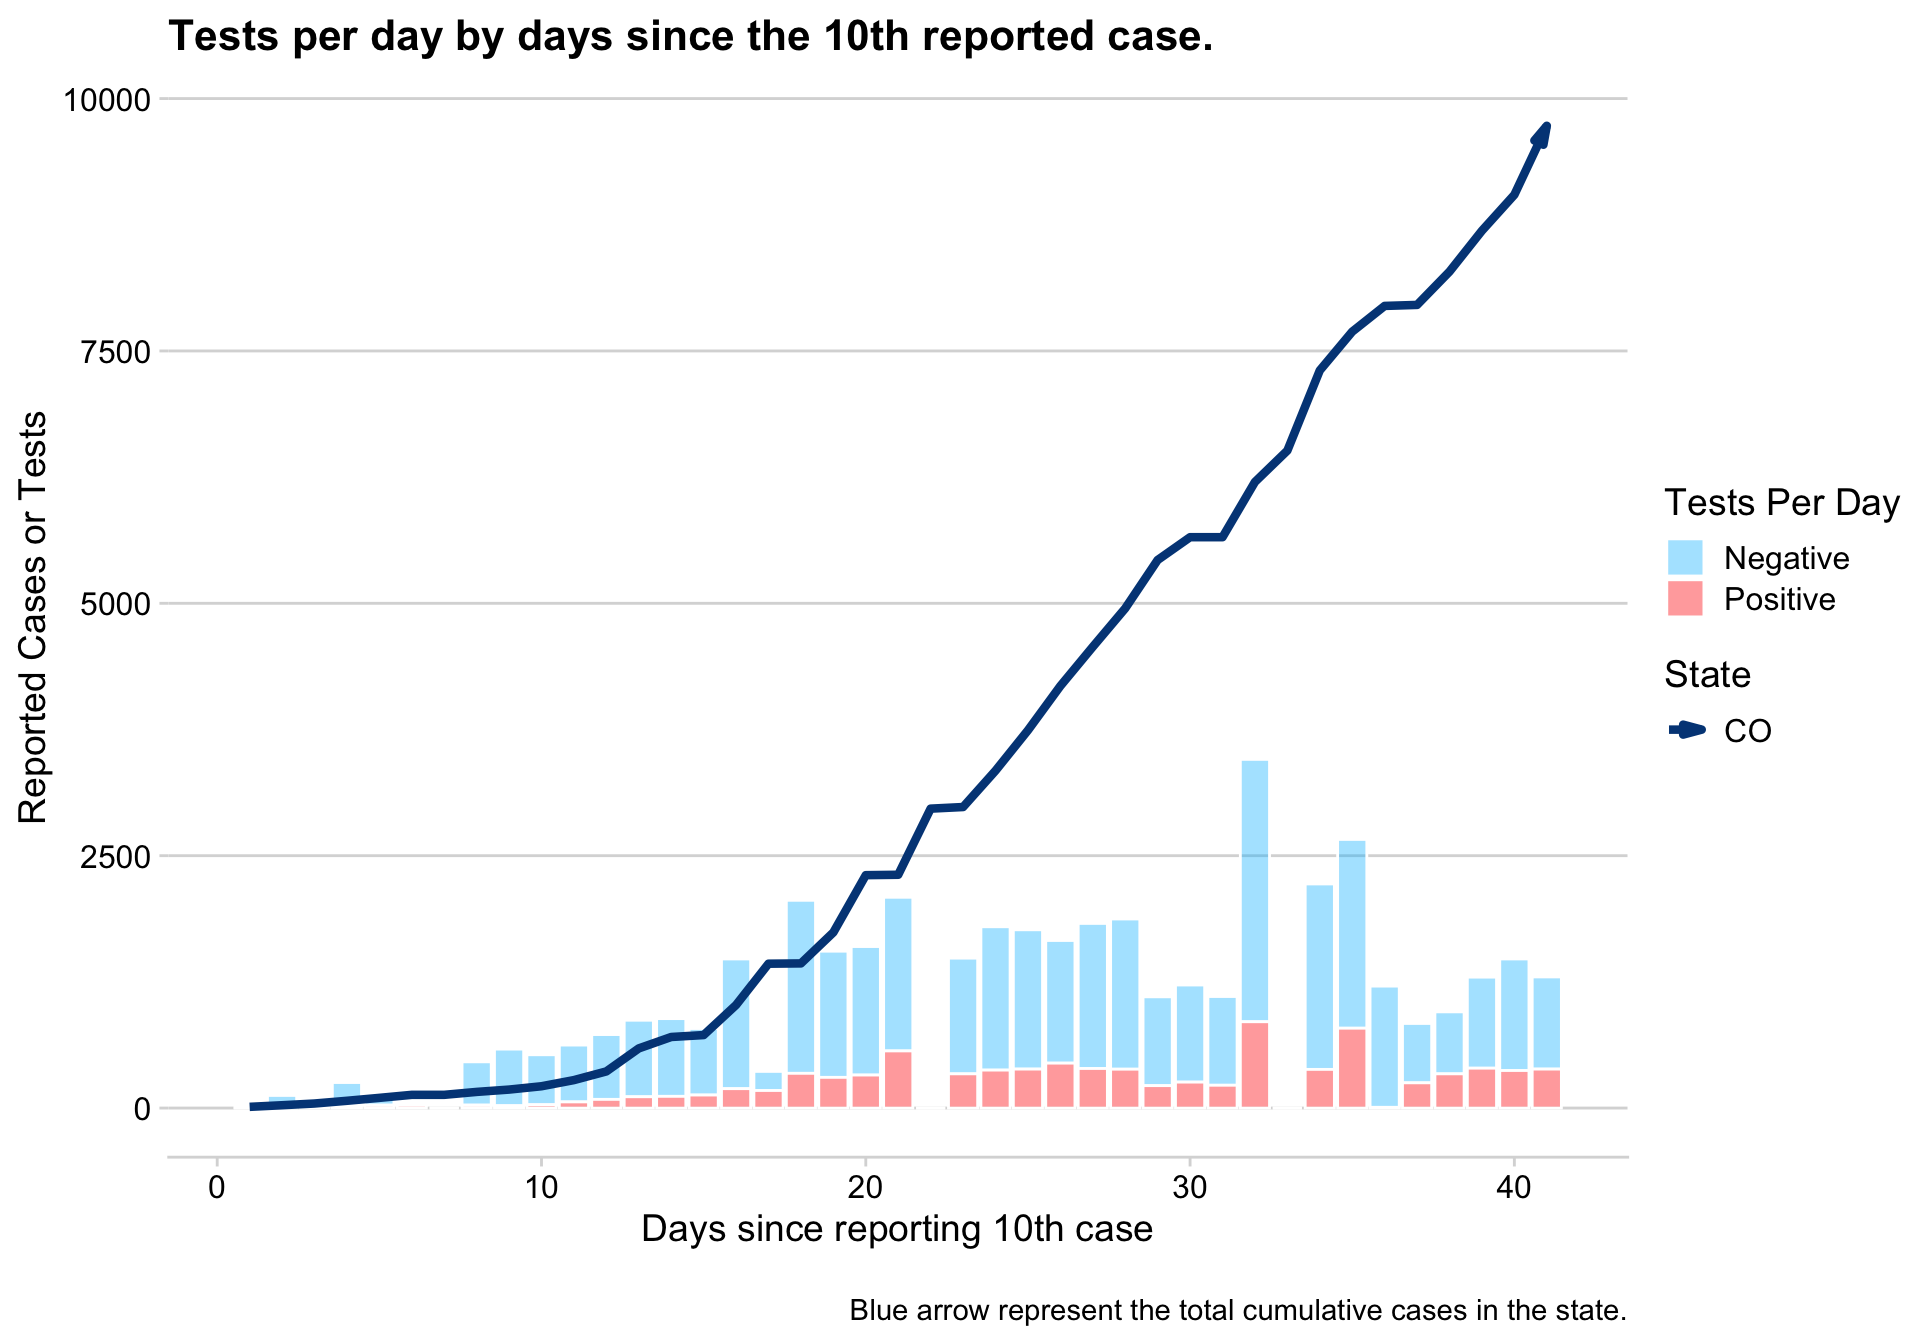 Tests per day by days since the 10th reported case.
10000
7500
5000
2500
0
Reported Cases or Tests
0 10 20 30 40
Days since reporting 10th case
Tests Per Day
Negative
Positive
State
CO
Blue arrow represent the total cumulative cases in the state.